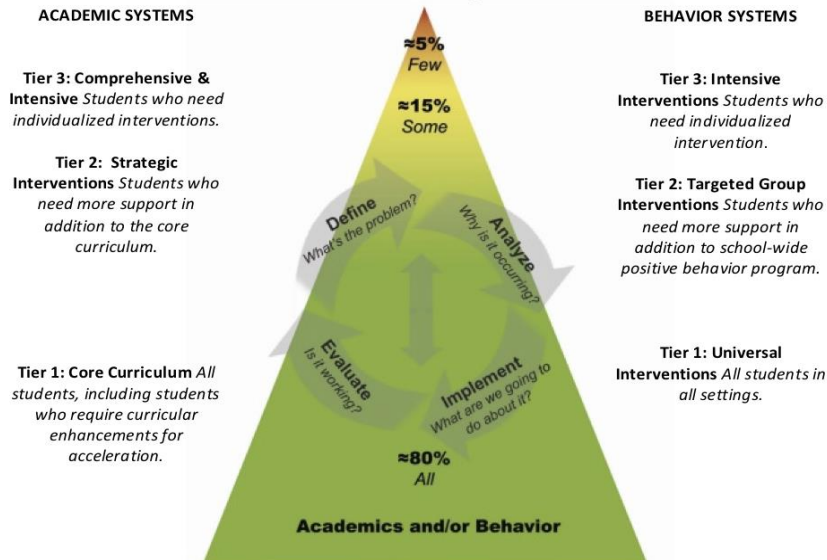 ACADEMIC SYSTEMS
Tier 3: Comprehensive &
Intensive Students who need
individualized interventions.
Tier 2: Strategic
Interventions Students who
need more support in
addition to the core
curriculum.
Tier 1: Core Curriculum All
students, including students
who require curricular
enhancements for
acceleration.
≈5%
Few
≈15%
Some
Define
What's the problem?
Analyze
Why is it occurring?
Implement
What are we going to
do about it?
Evaluate
Is it working?
≈80%
All
Academics and/or Behavior
BEHAVIOR SYSTEMS
Tier 3: Intensive
Interventions Students who
need individualized
intervention.
Tier 2: Targeted Group
Interventions Students who
need more support in
addition to school-wide
positive behavior program.
Tier 1: Universal
Interventions All students in
all settings.